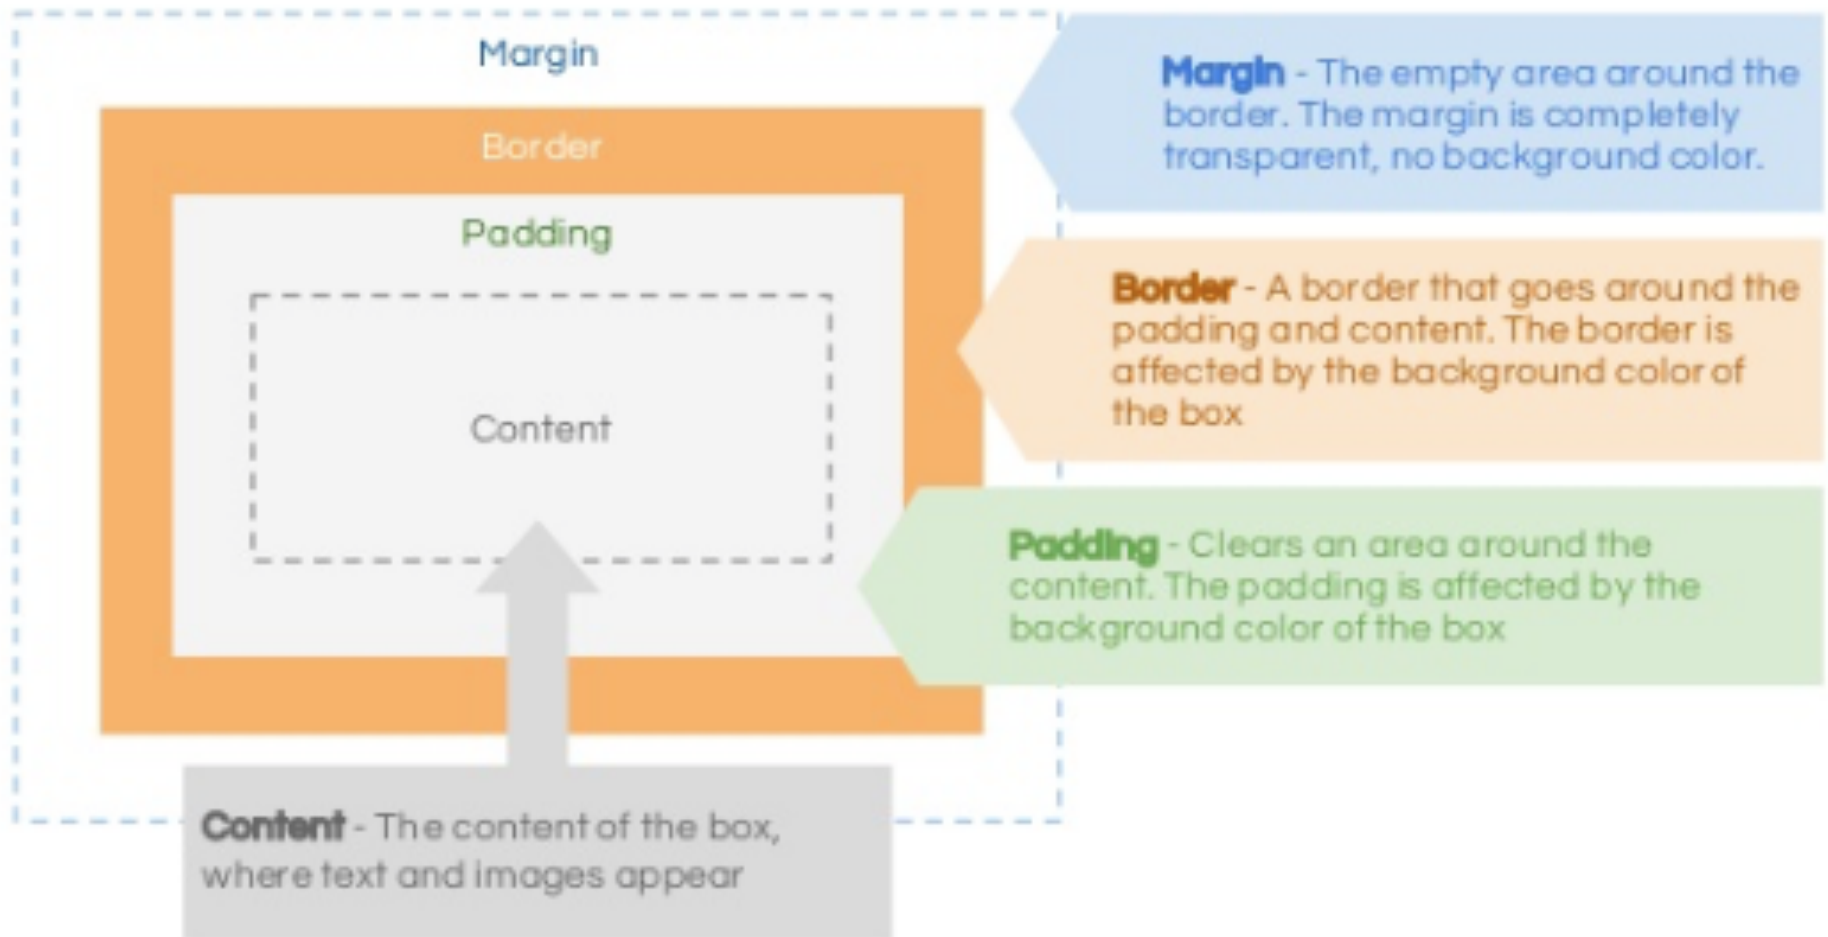 Margin
Border
Padding
Content
Margin - The empty area around the
border. The margin is completely
transparent, no background color.
Border - A border that goes around the
padding and content. The border is
affected by the background color of
the box
Padding - Clears an area around the
content. The padding is affected by the
background color of the box
Content - The content of the box,
where text and images appear